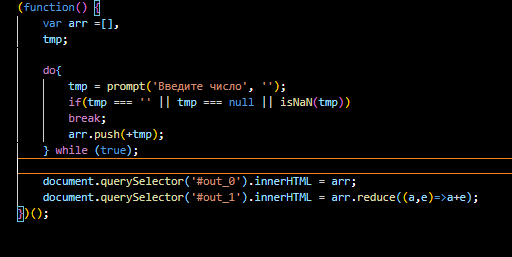 (function() {
var arr =[],
tmp;
do{
tmp = prompt('Введите число', '');
if(tmp === '' || tmp === null || isNaN(tmp))
break;
arr.push(+tmp);
} while (true);
document.querySelector('#out_0').innerHTML = arr;
document.querySelector('#out_1').innerHTML = arr.reduce((a,e)=>a+e);
})();